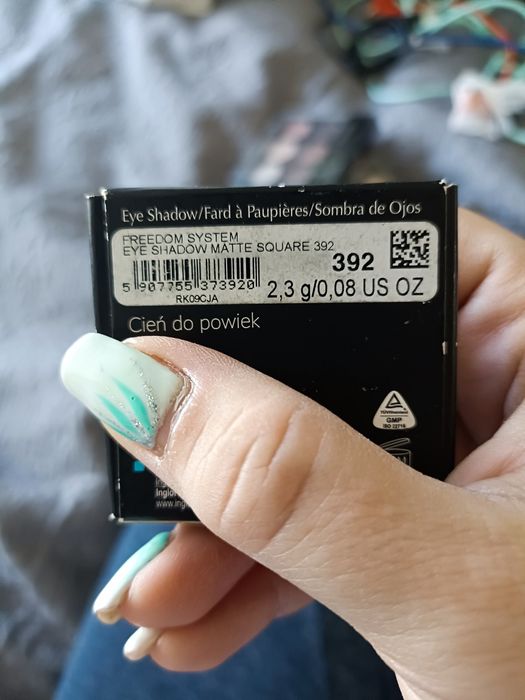 Eye Shadow/Fard à Paupières/Sombra de Ojos
FREEDOM SYSTEM
EYE SHADOW MATTE SQUARE 392
392
5 907755 373920
2,3 g/0,08 US OZ
RK09CJA
Cień do powiek
GMP
ISO 22716